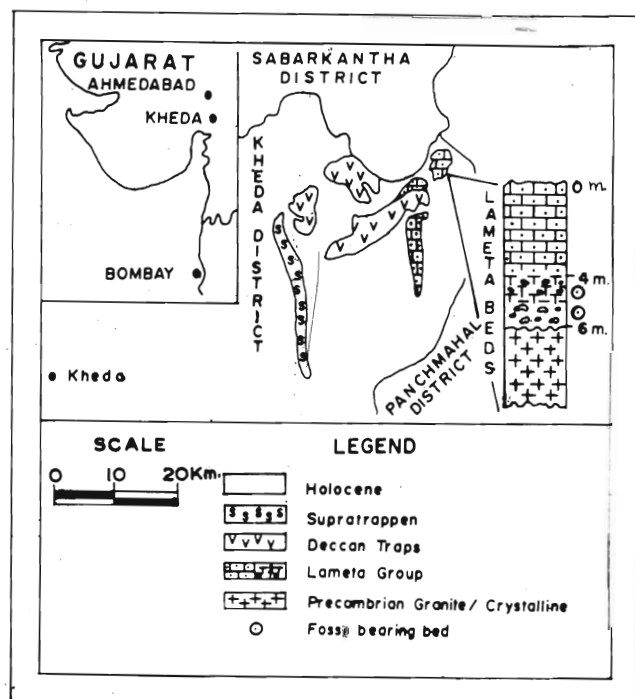 GUJARAT
AHMEDABAD
KHEDA
BOMBAY
SABARKANTHA
DISTRICT
KHEDA DISTRICT
PANCHMAHAL
DISTRICT
LAMETA BEDS
0 m.
4 m.
6 m.
Kheda
SCALE
0 10 20Km.
LEGEND
Holocene
Supratrappen
Deccan Traps
Lameta Group
Precambrian Granite/ Crystalline
Fossil bearing bed